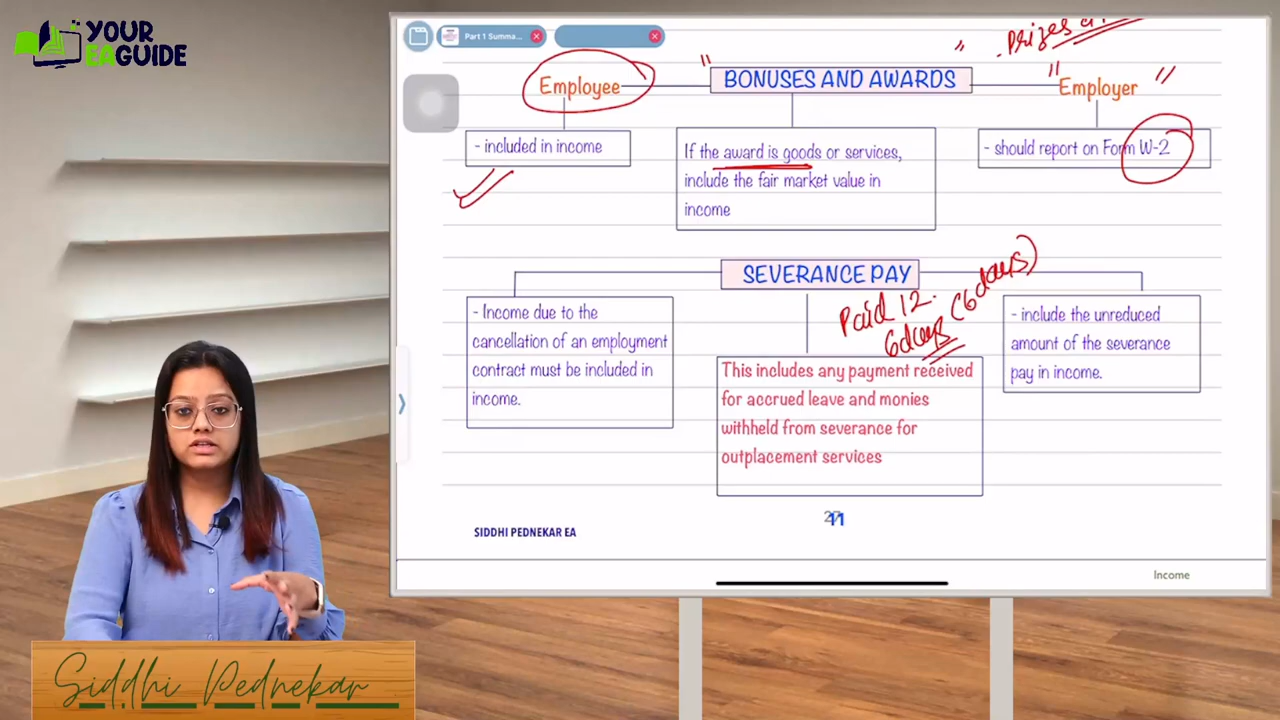 YOUR
EAGUIDE
Part 1 Summa...
Prizes
Employee
" BONUSES AND AWARDS "
"Employer"
- included in income
If the award is goods or services,
include the fair market value in
income
- should report on Form W-2
SEVERANCE PAY
Paid 12.
6days (6 days)
- Income due to the
cancellation of an employment
contract must be included in
income.
This includes any payment received
for accrued leave and monies
withheld from severance for
outplacement services
- include the unreduced
amount of the severance
pay in income.
11
SIDDHI PEDNEKAR EA
Income
Siddhi Pednekar